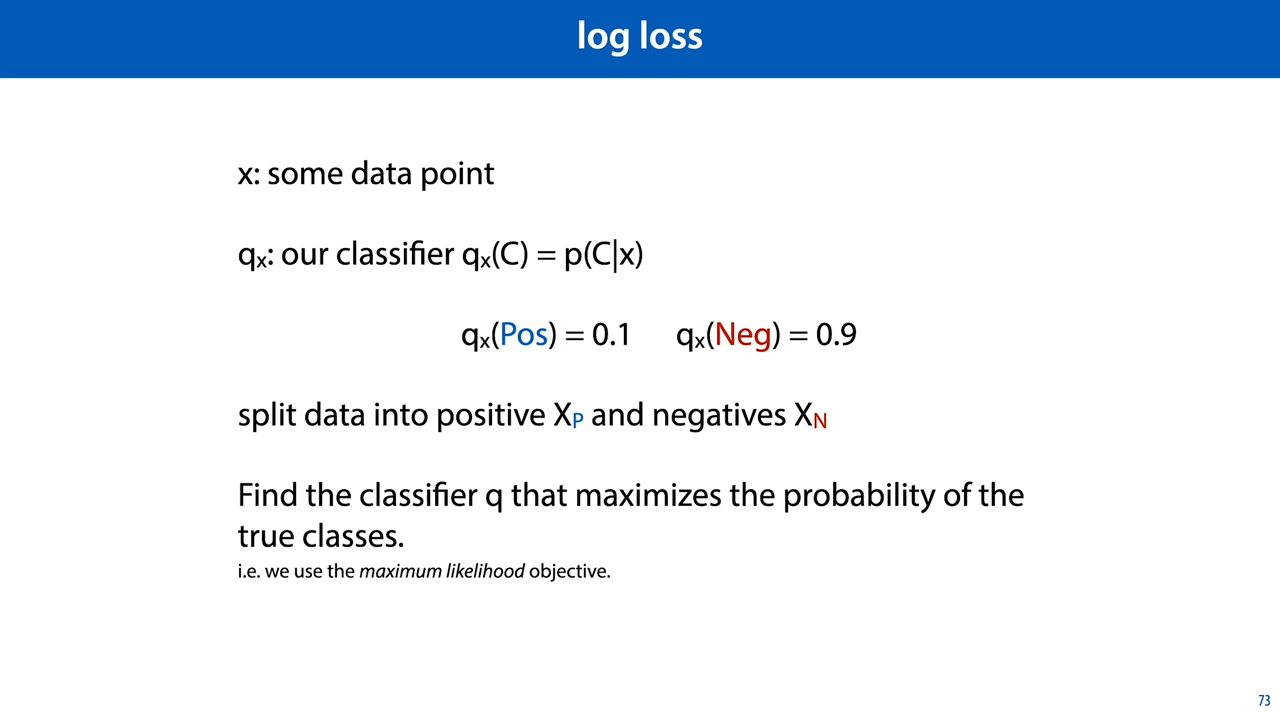 log loss
x: some data point
qₓ: our classifier qₓ(C) = p(C|x)
qₓ(Pos) = 0.1 qₓ(Neg) = 0.9
split data into positive X_P and negatives X_N
Find the classifier q that maximizes the probability of the
true classes.
i.e. we use the maximum likelihood objective.
73